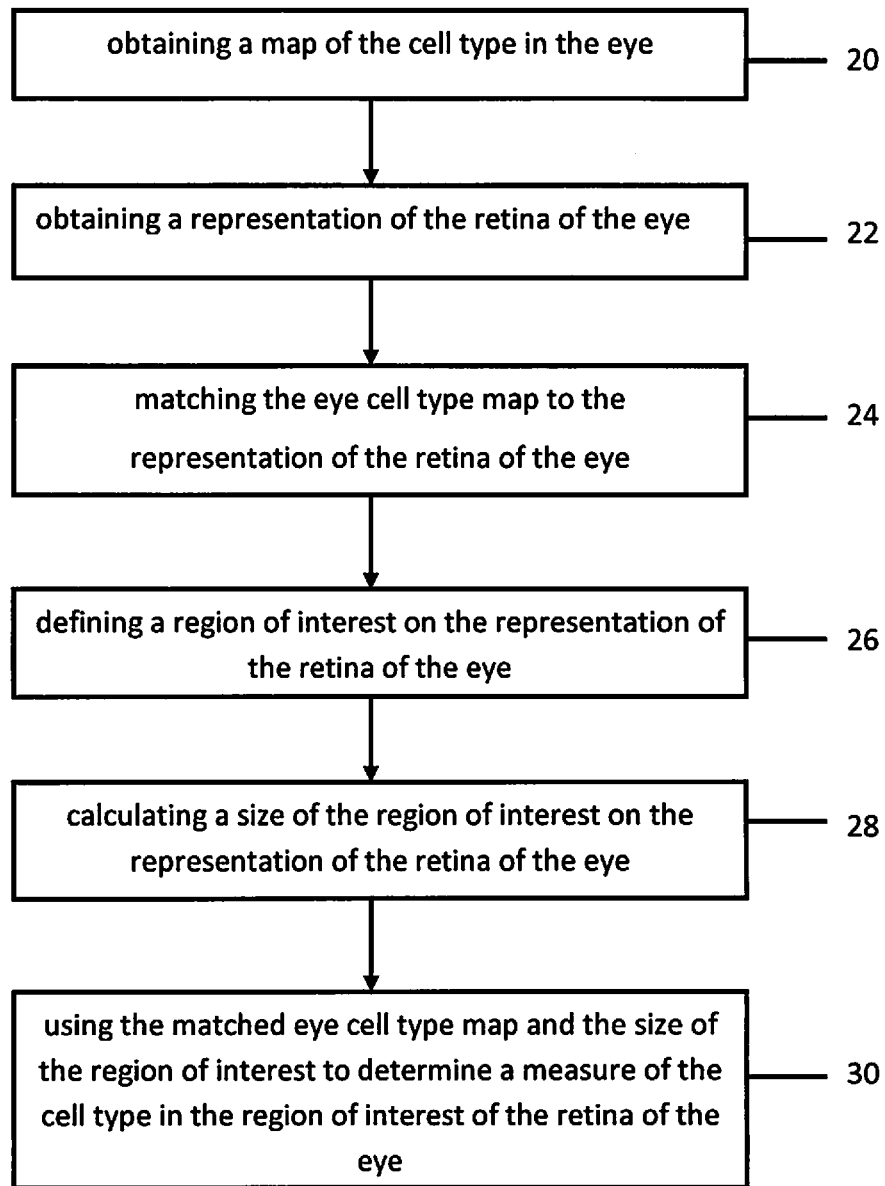 obtaining a map of the cell type in the eye
20
obtaining a representation of the retina of the eye
22
matching the eye cell type map to the
representation of the retina of the eye
24
defining a region of interest on the representation of
the retina of the eye
26
calculating a size of the region of interest on the
representation of the retina of the eye
28
using the matched eye cell type map and the size of
the region of interest to determine a measure of the
cell type in the region of interest of the retina of the
eye
30